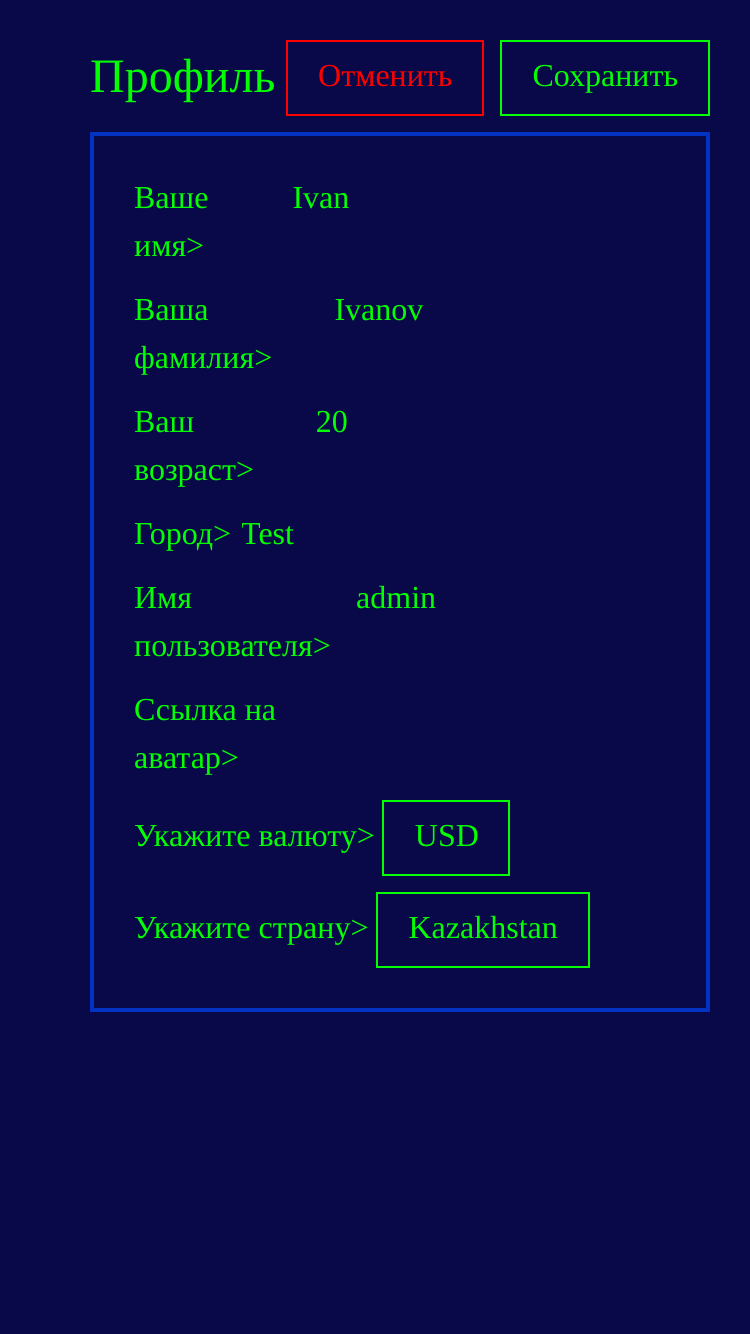 Профиль Отменить Сохранить
Ваше Ivan
имя>
Ваша Ivanov
фамилия>
Ваш 20
возраст>
Город> Test
Имя admin
пользователя>
Ссылка на
аватар>
Укажите валюту> USD
Укажите страну> Kazakhstan